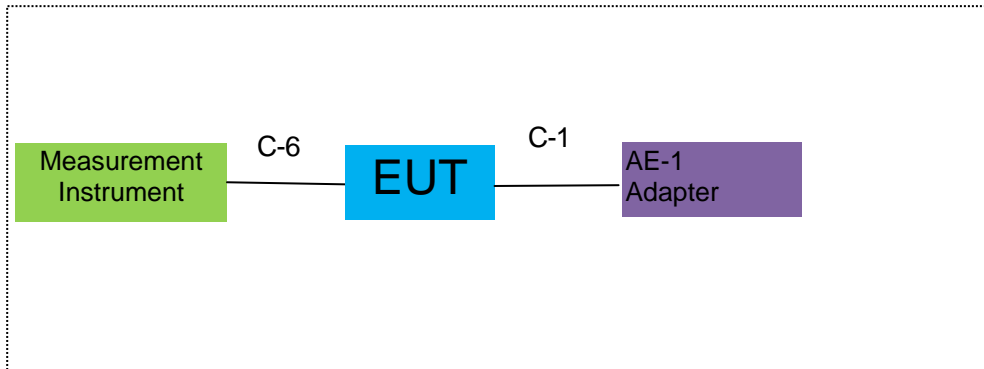 C-6
C-1
Measurement
Instrument
EUT
AE-1
Adapter